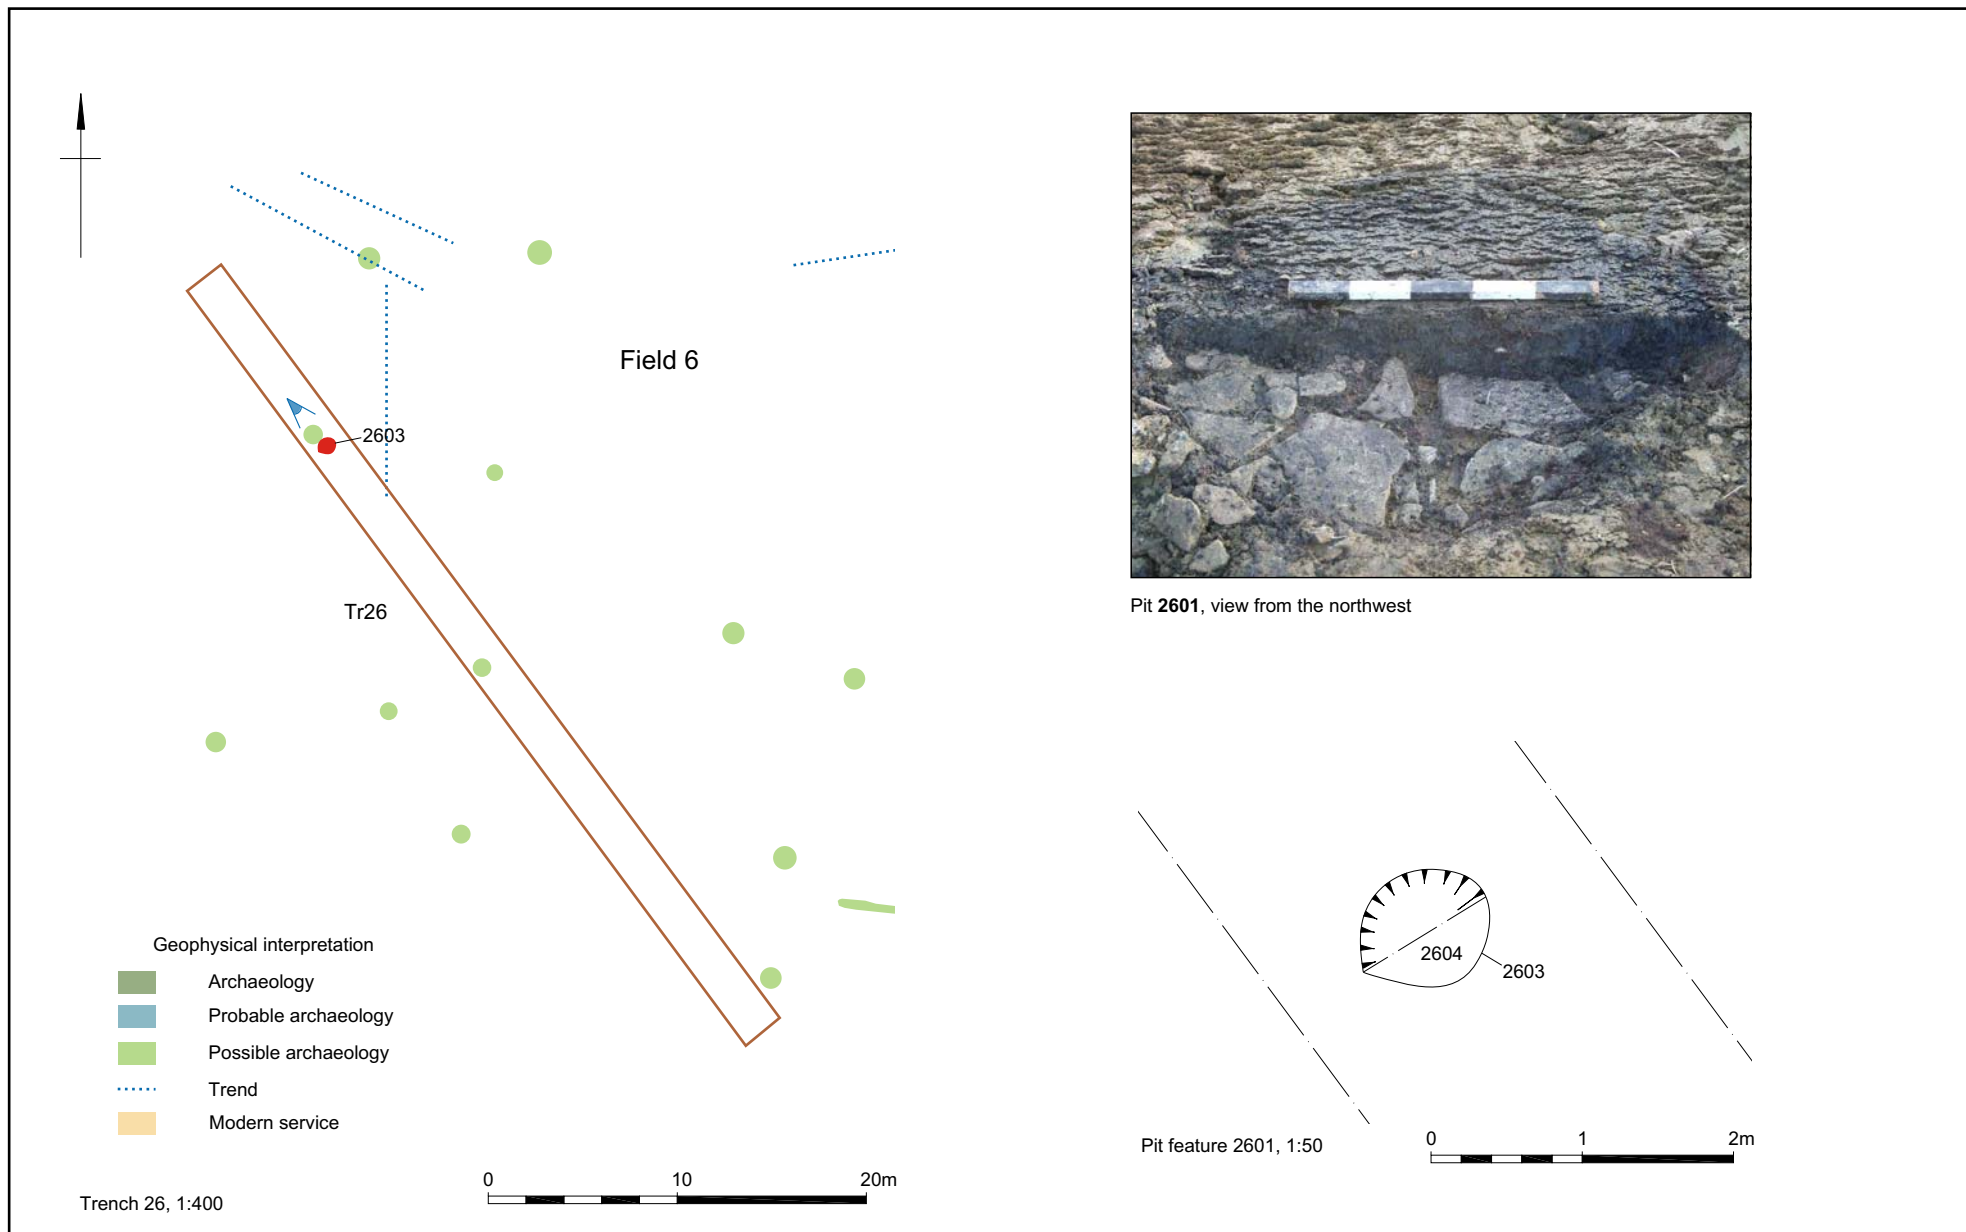 Field 6
2603
Tr26
Geophysical interpretation
Archaeology
Probable archaeology
Possible archaeology
Trend
Modern service
Trench 26, 1:400
0 10 20m
Pit 2601, view from the northwest
2604
2603
Pit feature 2601, 1:50
0 1 2m